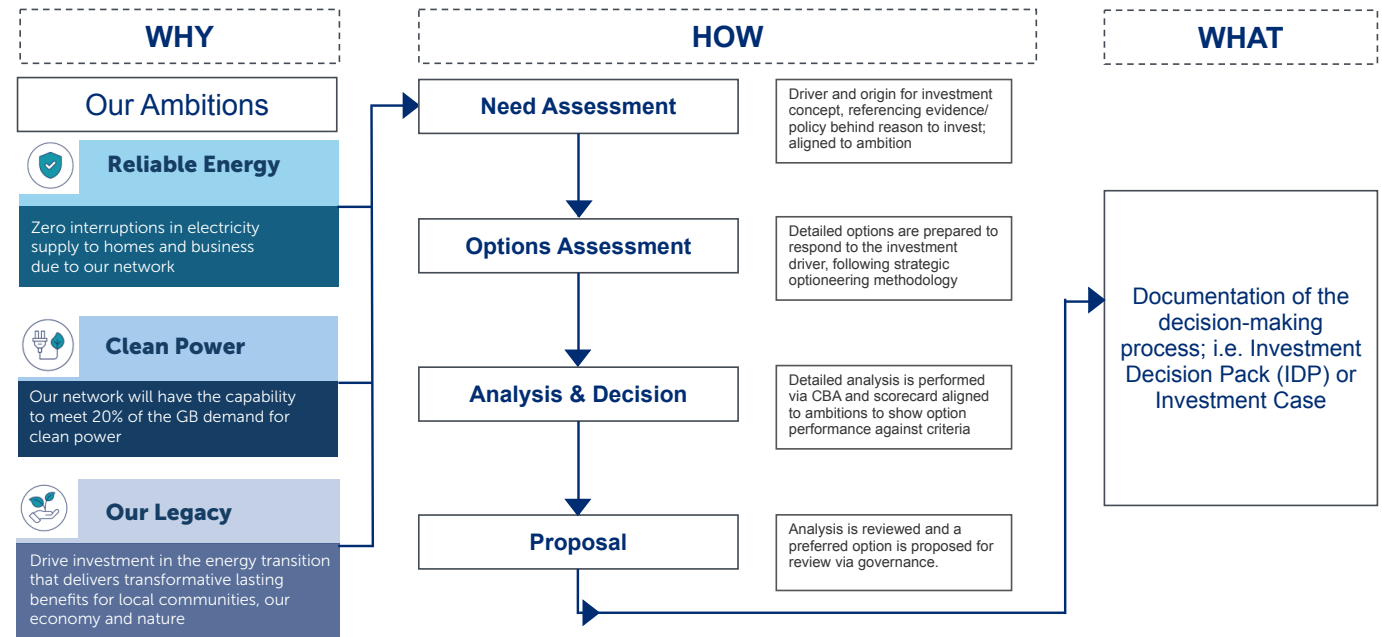 WHY
Our Ambitions
Reliable Energy
Zero interruptions in electricity
supply to homes and business
due to our network
Clean Power
Our network will have the capability
to meet 20% of the GB demand for
clean power
Our Legacy
Drive investment in the energy transition
that delivers transformative lasting
benefits for local communities, our
economy and nature
HOW
Need Assessment
Driver and origin for investment
concept, referencing evidence/
policy behind reason to invest;
aligned to ambition
Options Assessment
Detailed options are prepared to
respond to the investment
driver, following strategic
optioneering methodology
Analysis & Decision
Detailed analysis is performed
via CBA and scorecard aligned
to ambitions to show option
performance against criteria
Proposal
Analysis is reviewed and a
preferred option is proposed for
review via governance.
WHAT
Documentation of the
decision-making
process; i.e. Investment
Decision Pack (IDP) or
Investment Case